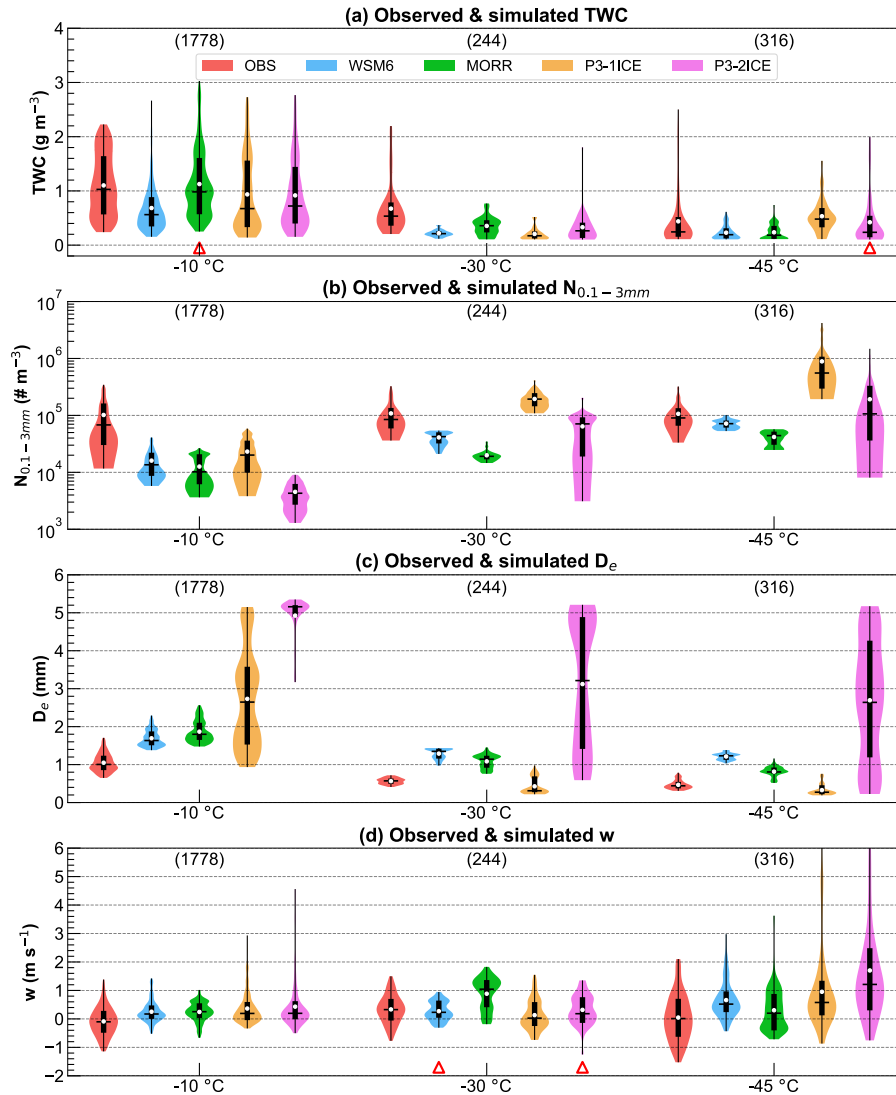 (a) Observed & simulated TWC
(1778) (244) (316)
OBS WSM6 MORR P3-1ICE P3-2ICE
TWC (g m⁻³)
4
3
2
1
0
-10 °C -30 °C -45 °C
(b) Observed & simulated N₀.₁₋₃ₘₘ
(1778) (244) (316)
N₀.₁₋₃ₘₘ (# m⁻³)
10⁷
10⁶
10⁵
10⁴
10³
-10 °C -30 °C -45 °C
(c) Observed & simulated Dₑ
(1778) (244) (316)
Dₑ (mm)
6
5
4
3
2
1
0
-10 °C -30 °C -45 °C
(d) Observed & simulated w
(1778) (244) (316)
w (m s⁻¹)
6
5
4
3
2
1
0
−1
−2
-10 °C -30 °C -45 °C